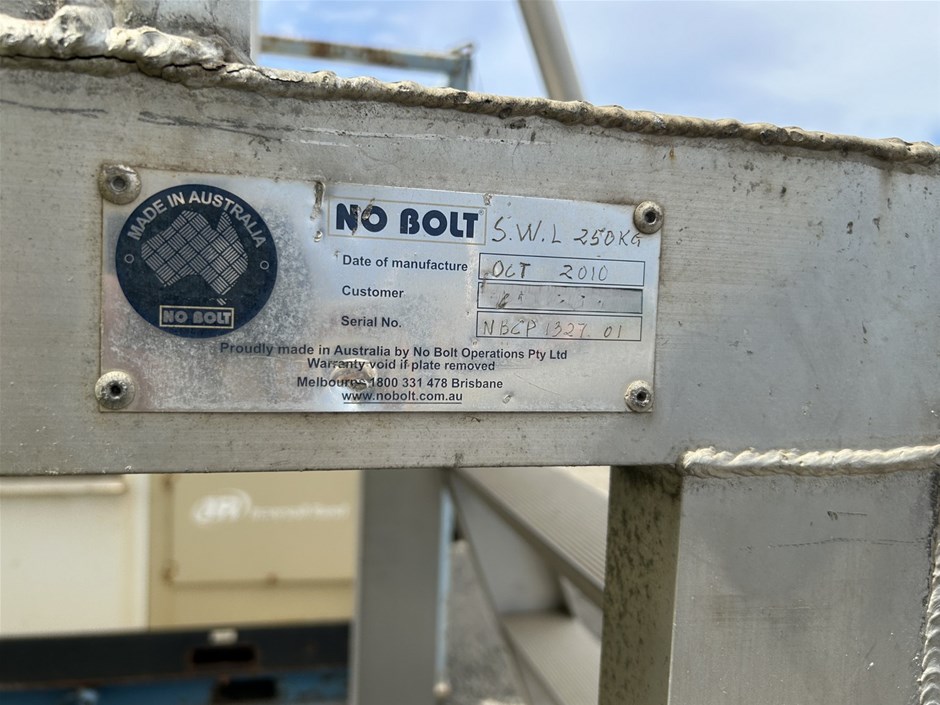 MADE IN AUSTRALIA
NO BOLT
NO BOLT S.W.L 250KG
Date of manufacture OCT 2010
Customer
Serial No. NBCP 1327.01
Proudly made in Australia by No Bolt Operations Pty Ltd
Warranty void if plate removed
Melbourne 1800 331 478 Brisbane
www.nobolt.com.au